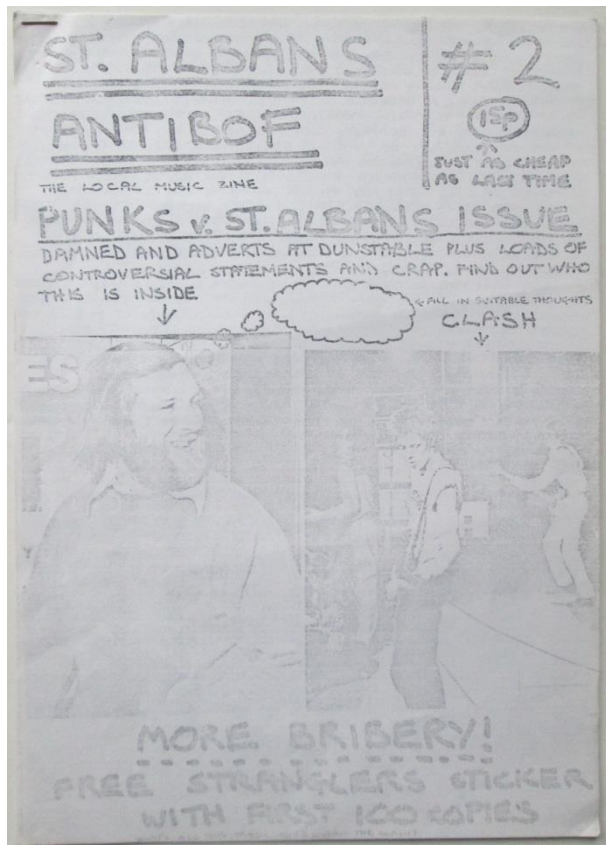 ST. ALBANS
ANTIBOF
THE LOCAL MUSIC ZINE
#2
15p
JUST AS CHEAP
AS LAST TIME
PUNKS v. ST. ALBANS ISSUE
DAMNED AND ADVERTS AT DUNSTABLE PLUS LOADS OF
CONTROVERSIAL STATEMENTS AND CRAP. FIND OUT WHO
THIS IS INSIDE
FILL IN SUITABLE THOUGHTS
CLASH
ES
MORE BRIBERY!
FREE STRANGLERS STICKER
WITH FIRST 100 COPIES